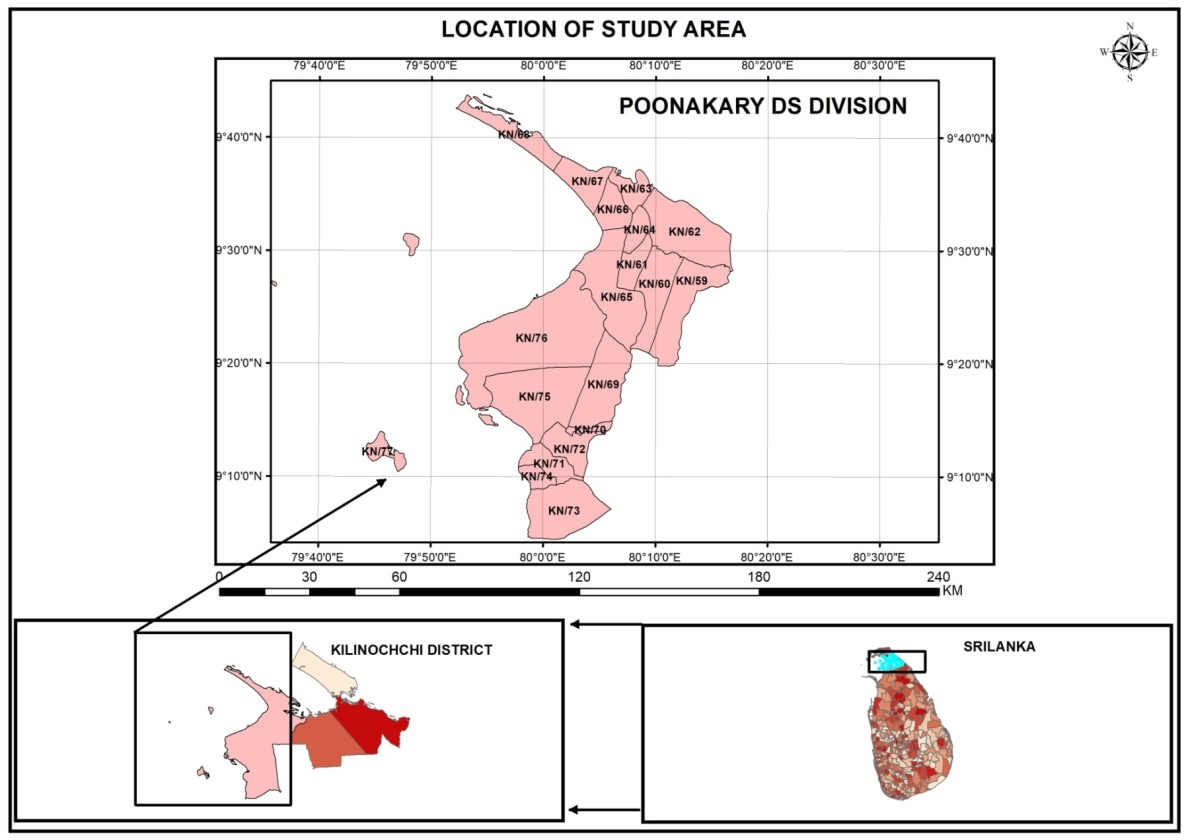 LOCATION OF STUDY AREA
N
W E
S
79°40'0"E 79°50'0"E 80°0'0"E 80°10'0"E 80°20'0"E 80°30'0"E
POONAKARY DS DIVISION
9°40'0"N
9°40'0"N
KN/68
KN/67
KN/63
KN/66
KN/64
KN/62
9°30'0"N
9°30'0"N
KN/61
KN/59
KN/60
KN/65
KN/76
9°20'0"N
9°20'0"N
KN/69
KN/75
KN/70
KN/72
KN/77
KN/71
KN/74
9°10'0"N
9°10'0"N
KN/73
79°40'0"E 79°50'0"E 80°0'0"E 80°10'0"E 80°20'0"E 80°30'0"E
0 30 60 120 180 240
KM
KILINOCHCHI DISTRICT
SRILANKA